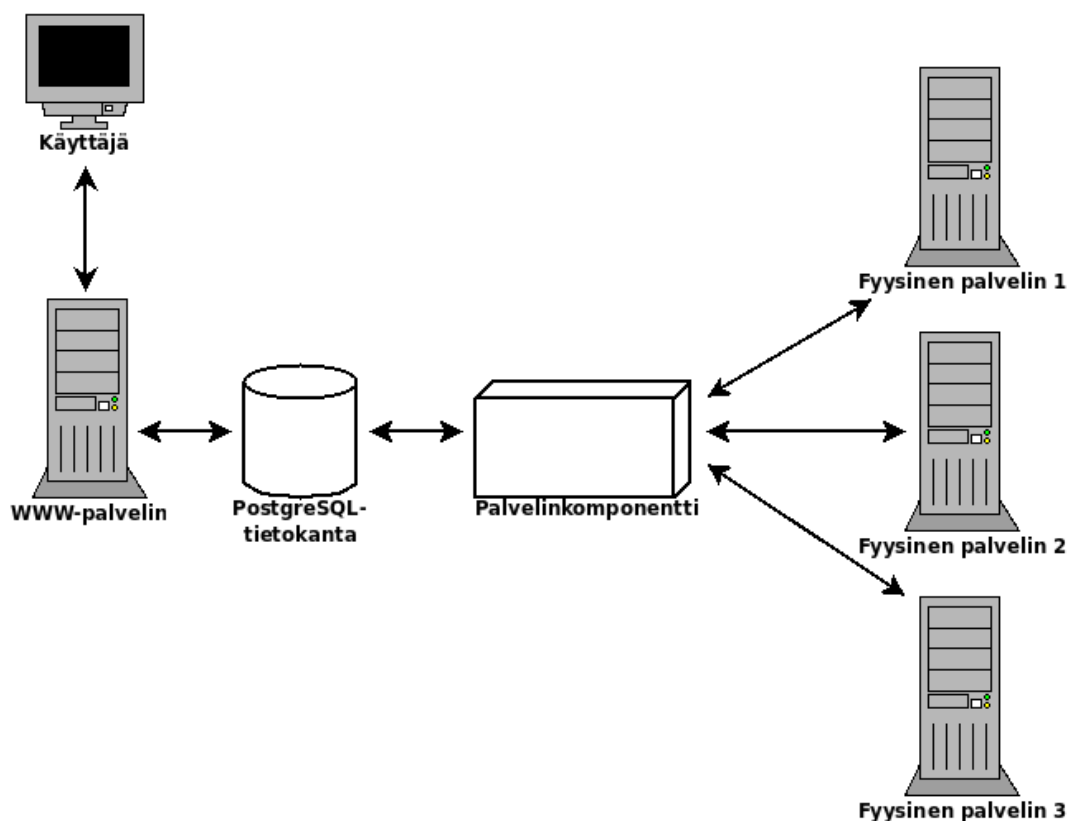 Käyttäjä
WWW-palvelin
PostgreSQL-
tietokanta
Palvelinkomponentti
Fyysinen palvelin 1
Fyysinen palvelin 2
Fyysinen palvelin 3